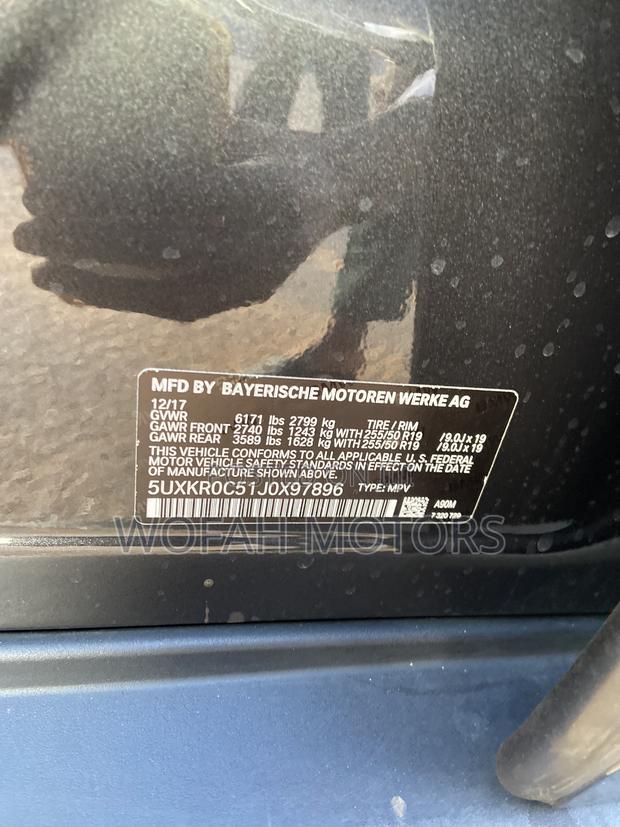 MFD BY BAYERISCHE MOTOREN WERKE AG
12/17
GVWR 6171 lbs 2799 kg TIRE / RIM
GAWR FRONT 2740 lbs 1243 kg WITH 255/50 R19 /9.0J x 19
GAWR REAR 3589 lbs 1628 kg WITH 255/50 R19 /9.0J x 19
THIS VEHICLE CONFORMS TO ALL APPLICABLE U.S. FEDERAL
MOTOR VEHICLE SAFETY STANDARDS IN EFFECT ON THE DATE
OF MANUFACTURE SHOWN ABOVE.
5UXKR0C51J0X97896 TYPE: MPV
A90M
7 320 729
WOFAH MOTORS